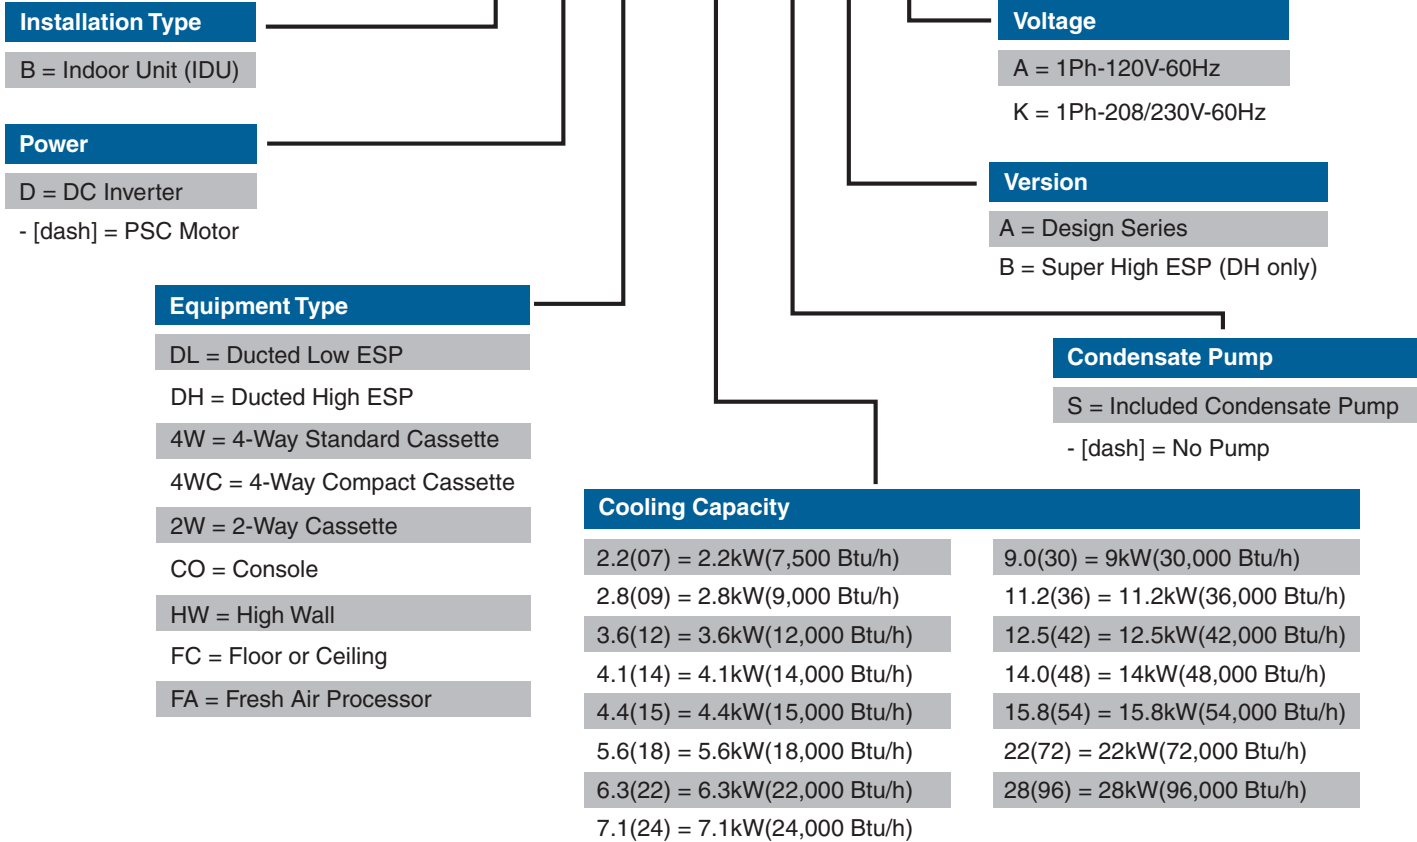 Installation Type
B = Indoor Unit (IDU)
Power
D = DC Inverter
- [dash] = PSC Motor
Equipment Type
DL = Ducted Low ESP
DH = Ducted High ESP
4W = 4-Way Standard Cassette
4WC = 4-Way Compact Cassette
2W = 2-Way Cassette
CO = Console
HW = High Wall
FC = Floor or Ceiling
FA = Fresh Air Processor
Voltage
A = 1Ph-120V-60Hz
K = 1Ph-208/230V-60Hz
Version
A = Design Series
B = Super High ESP (DH only)
Condensate Pump
S = Included Condensate Pump
- [dash] = No Pump
Cooling Capacity
2.2(07) = 2.2kW(7,500 Btu/h)
2.8(09) = 2.8kW(9,000 Btu/h)
3.6(12) = 3.6kW(12,000 Btu/h)
4.1(14) = 4.1kW(14,000 Btu/h)
4.4(15) = 4.4kW(15,000 Btu/h)
5.6(18) = 5.6kW(18,000 Btu/h)
6.3(22) = 6.3kW(22,000 Btu/h)
7.1(24) = 7.1kW(24,000 Btu/h)
9.0(30) = 9kW(30,000 Btu/h)
11.2(36) = 11.2kW(36,000 Btu/h)
12.5(42) = 12.5kW(42,000 Btu/h)
14.0(48) = 14kW(48,000 Btu/h)
15.8(54) = 15.8kW(54,000 Btu/h)
22(72) = 22kW(72,000 Btu/h)
28(96) = 28kW(96,000 Btu/h)